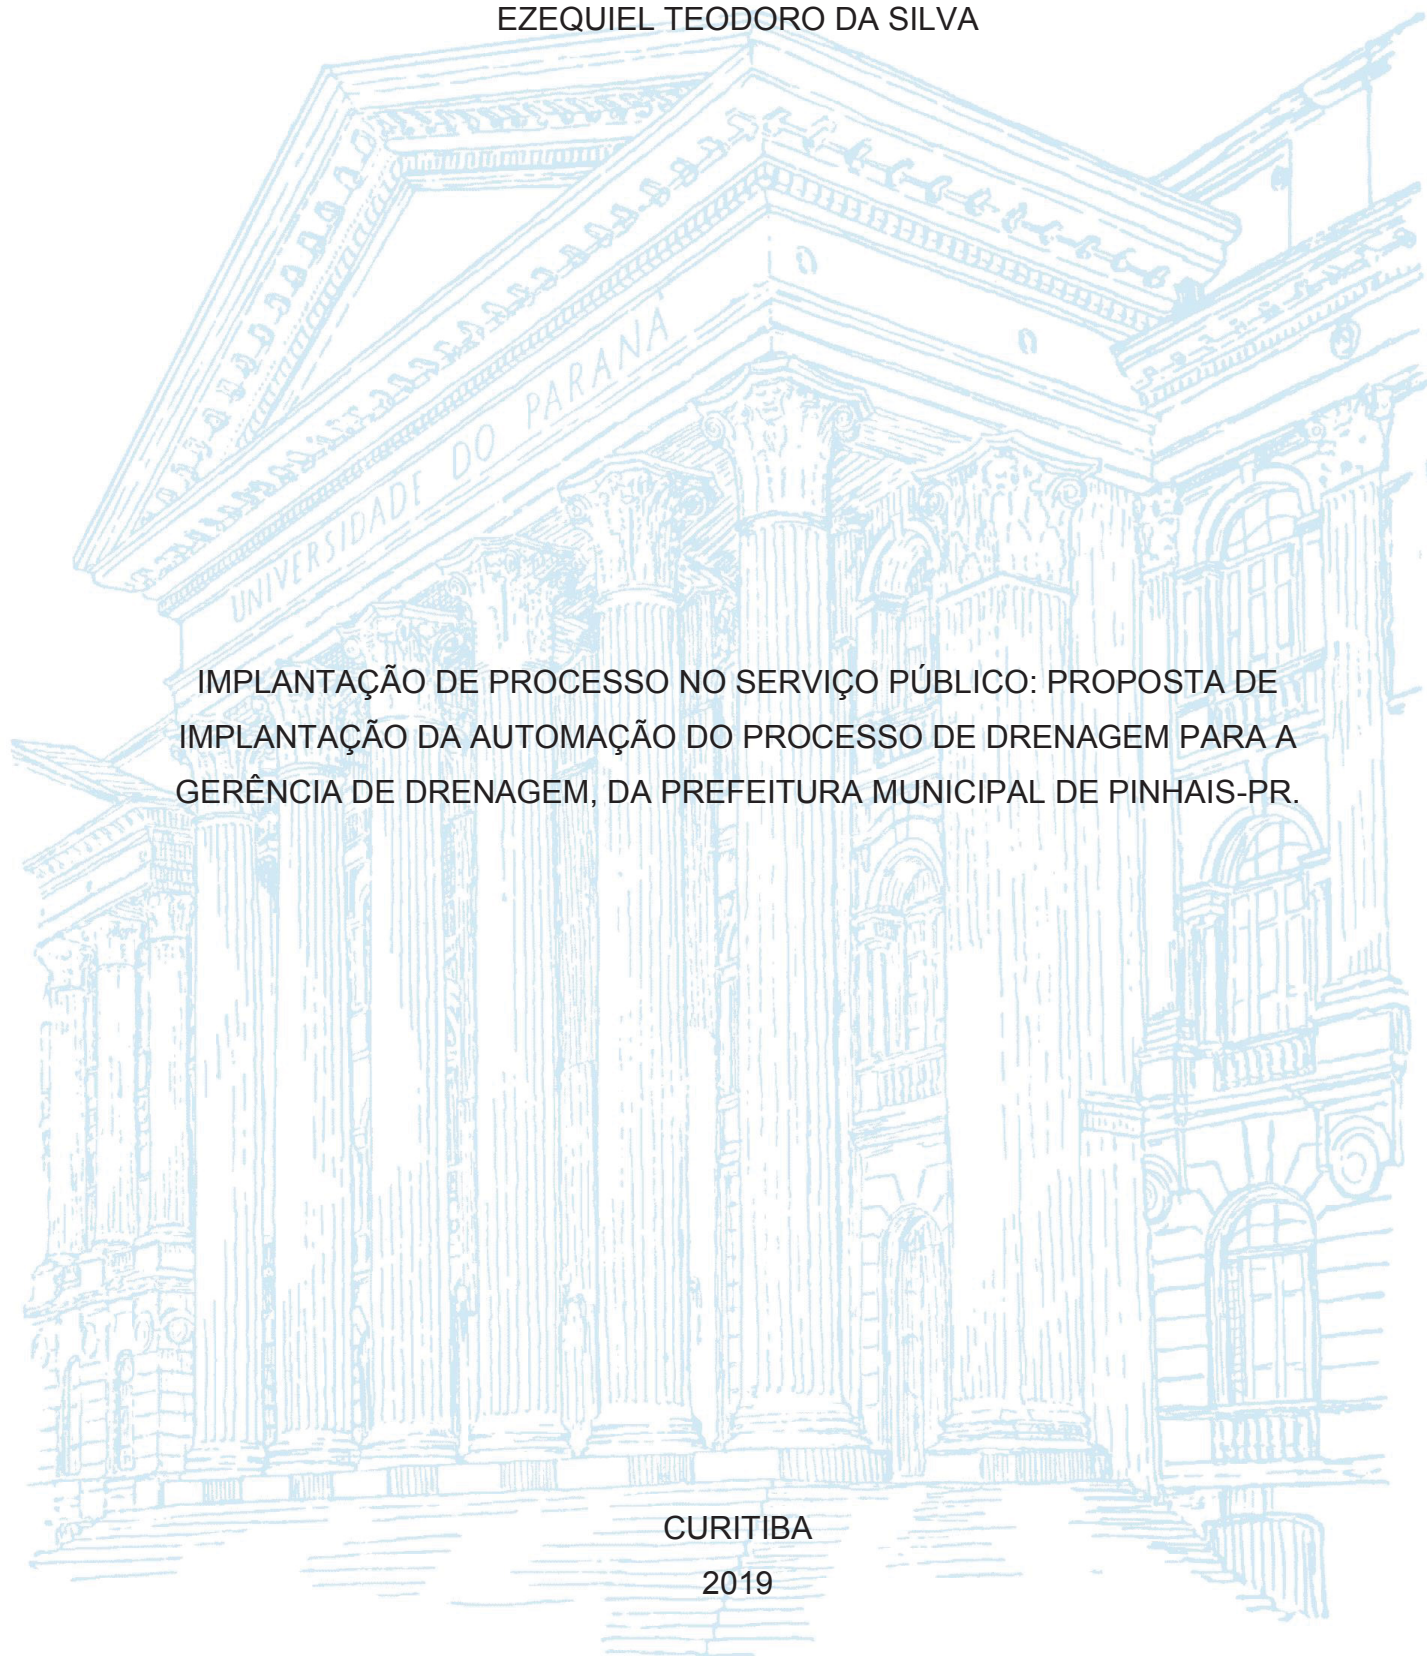 EZEQUIEL TEODORO DA SILVA
UNIVERSIDADE DO PARANÁ
IMPLANTAÇÃO DE PROCESSO NO SERVIÇO PÚBLICO: PROPOSTA DE
IMPLANTAÇÃO DA AUTOMAÇÃO DO PROCESSO DE DRENAGEM PARA A
GERÊNCIA DE DRENAGEM, DA PREFEITURA MUNICIPAL DE PINHAIS-PR.
CURITIBA
2019